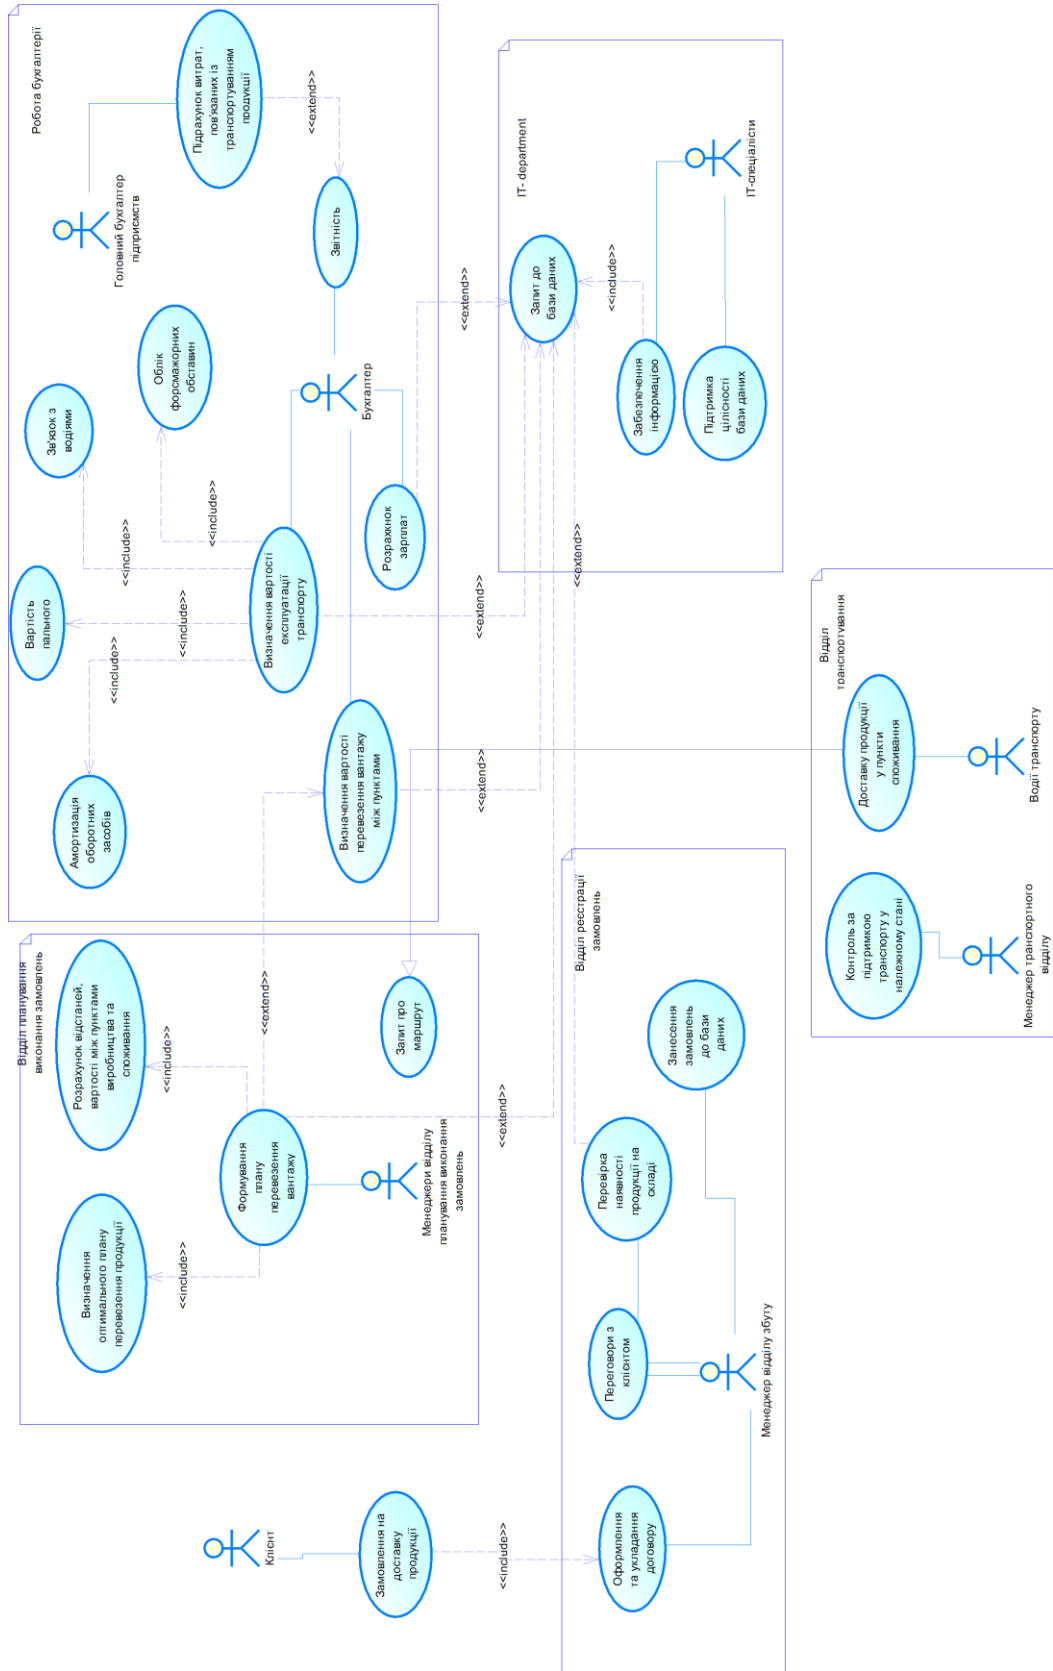 Клієнт
Замовлення на
доставку
продукції
<<include>>
Відділ планування
виконання замовлень
Визначення
оптимального плану
перевезення продукції
Розрахунок відстаней,
вартості між пунктами
виробництва та
споживання
<<include>>
<<include>>
Формування
плану
перевезення
вантажу
<<extend>>
Запит про
маршрут
Менеджери відділу
планування виконання
замовлень
<<extend>>
Робота бухгалтерії
Амортизація
оборотних
засобів
Вартість
пального
Зв'язок з
водіями
Облік
форсмажорних
обставин
Головний бухгалтер
підприємств
Підрахунок витрат,
пов'язаних із
транспортуванням
продукції
<<include>>
<<include>>
<<include>>
<<include>>
<<extend>>
Визначення вартості
експлуатації
транспорту
Звітність
Визначення вартості
перевезення вантажу
між пунктами
Розрахкнок
зарплат
Бухгалтер
<<extend>>
<<extend>>
<<extend>>
IT- department
Запит до
бази даних
<<extend>>
<<include>>
Забезпечення
інформацією
Підтримка
цілісності
бази даних
ІТ-спеціалісти
Відділ реєстрації
замовлень
Оформлення
та укладання
договору
Переговори з
клієнтом
Перевірка
наявності
продукції на
складі
Занесення
замовлень
до бази
даних
Менеджер відділу збуту
Відділ
транспортування
Контроль за
підтримкою
транспорту у
належному стані
Доставку продукції
у пункти
споживання
Менеджер транспортного
відділу
Водії транспорту